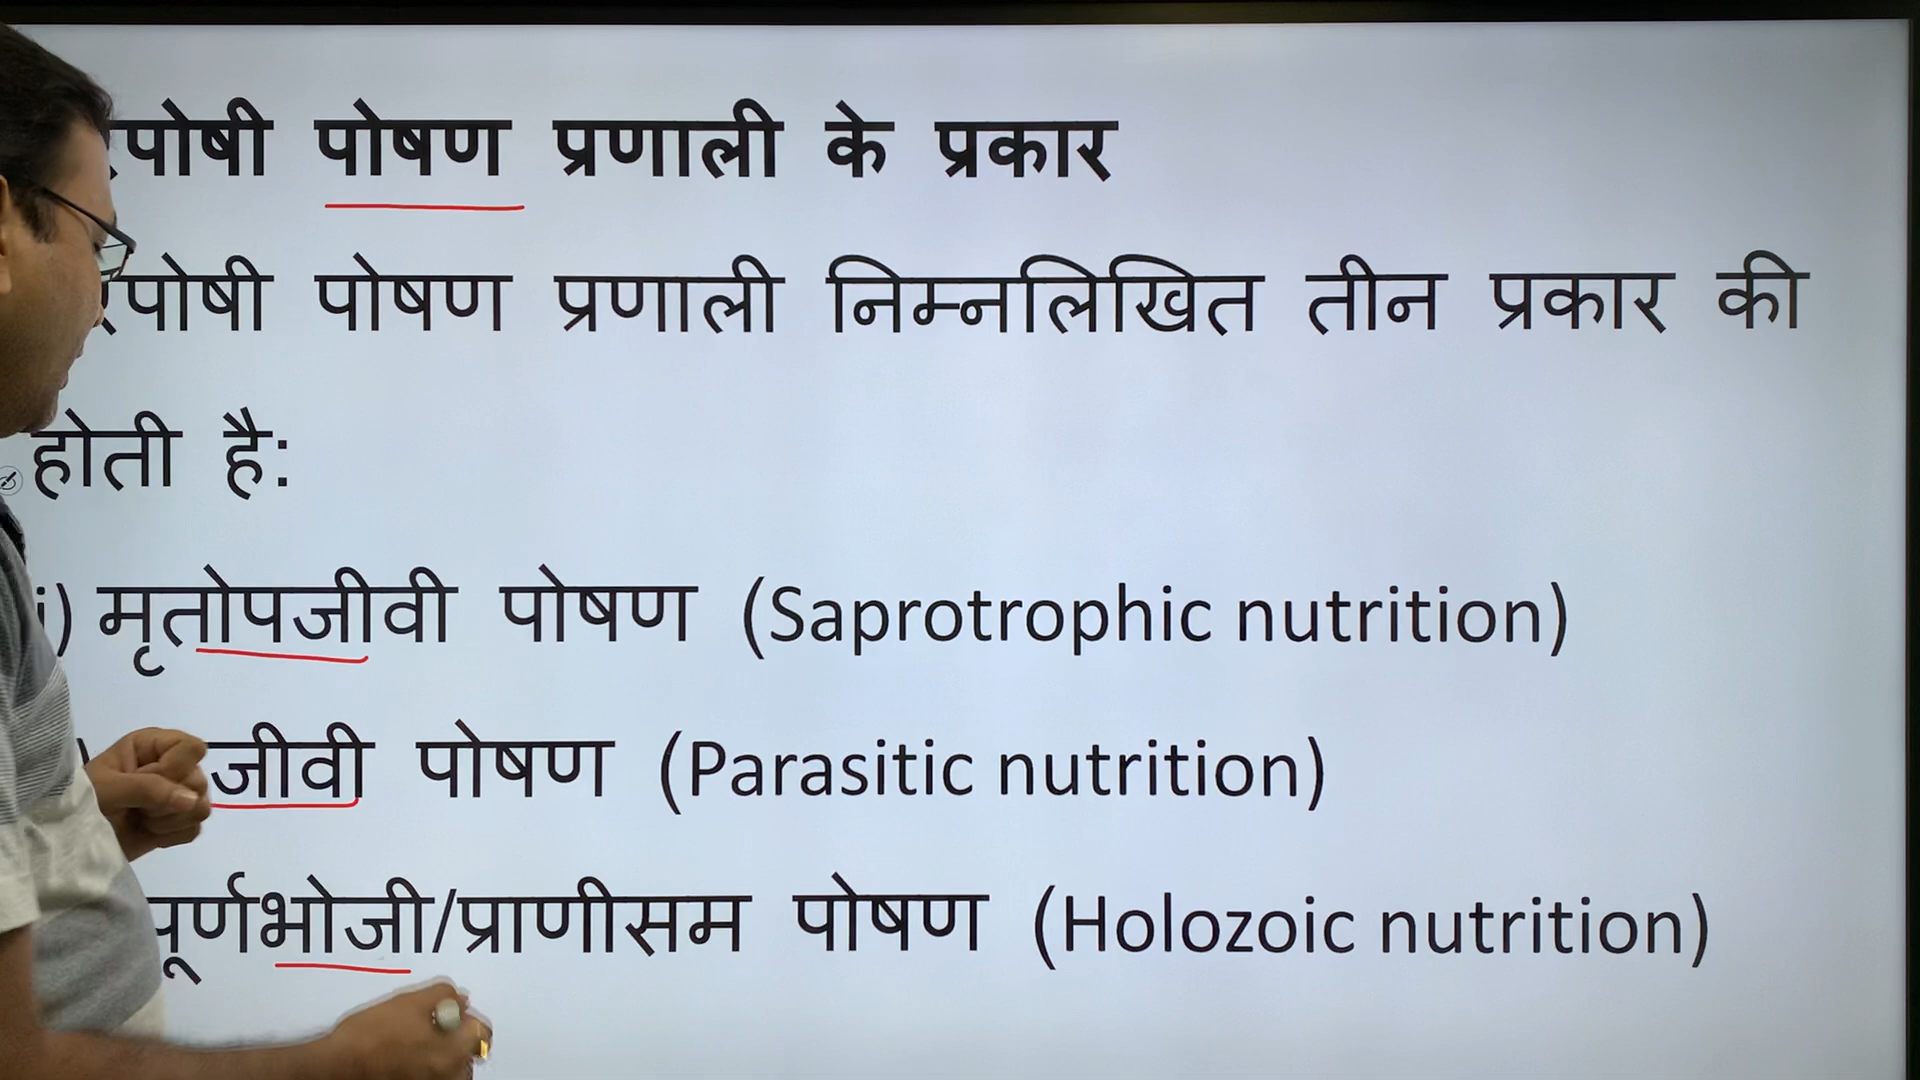 पोषी पोषण प्रणाली के प्रकार
पोषी पोषण प्रणाली निम्नलिखित तीन प्रकार की
होती है:
i) मृतोपजीवी पोषण (Saprotrophic nutrition)
जीवी पोषण (Parasitic nutrition)
पूर्णभोजी/प्राणीसम पोषण (Holozoic nutrition)